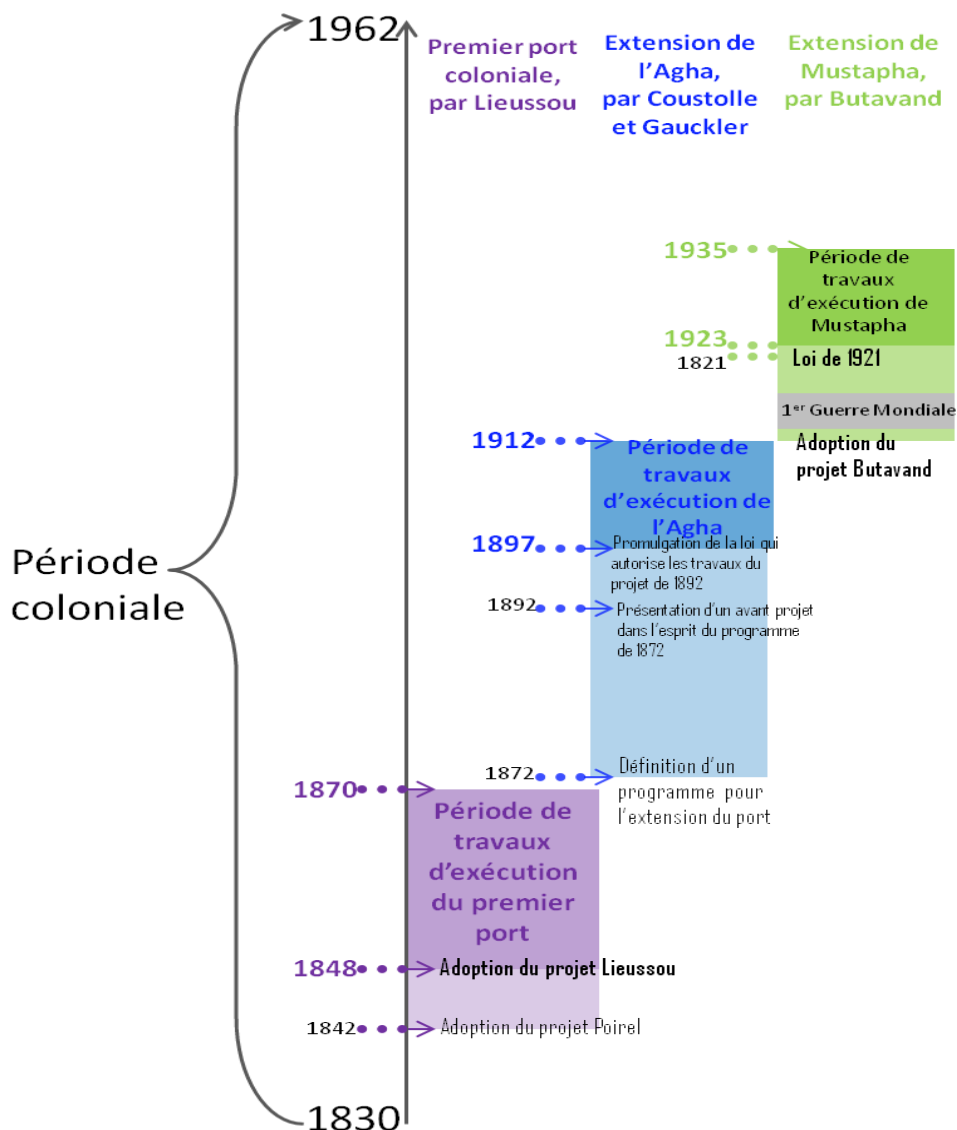 1962
Premier port
coloniale,
par Lieussou
Extension de
l’Agha,
par Coustolle
et Gauckler
Extension de
Mustapha,
par Butavand
1935
Période de
travaux
d’exécution de
Mustapha
1923
1821
Loi de 1921
1er Guerre Mondiale
Adoption du
projet Butavand
1912
Période de
travaux
d’exécution de
l’Agha
1897
Promulgation de la loi qui
autorise les travaux du
projet de 1892
1892
Présentation d’un avant projet
dans l’esprit du programme
de 1872
Période
coloniale
1872
Définition d’un
programme pour
l’extension du port
1870
Période de
travaux
d’exécution
du premier
port
1848
Adoption du projet Lieussou
1842
Adoption du projet Poirel
1830